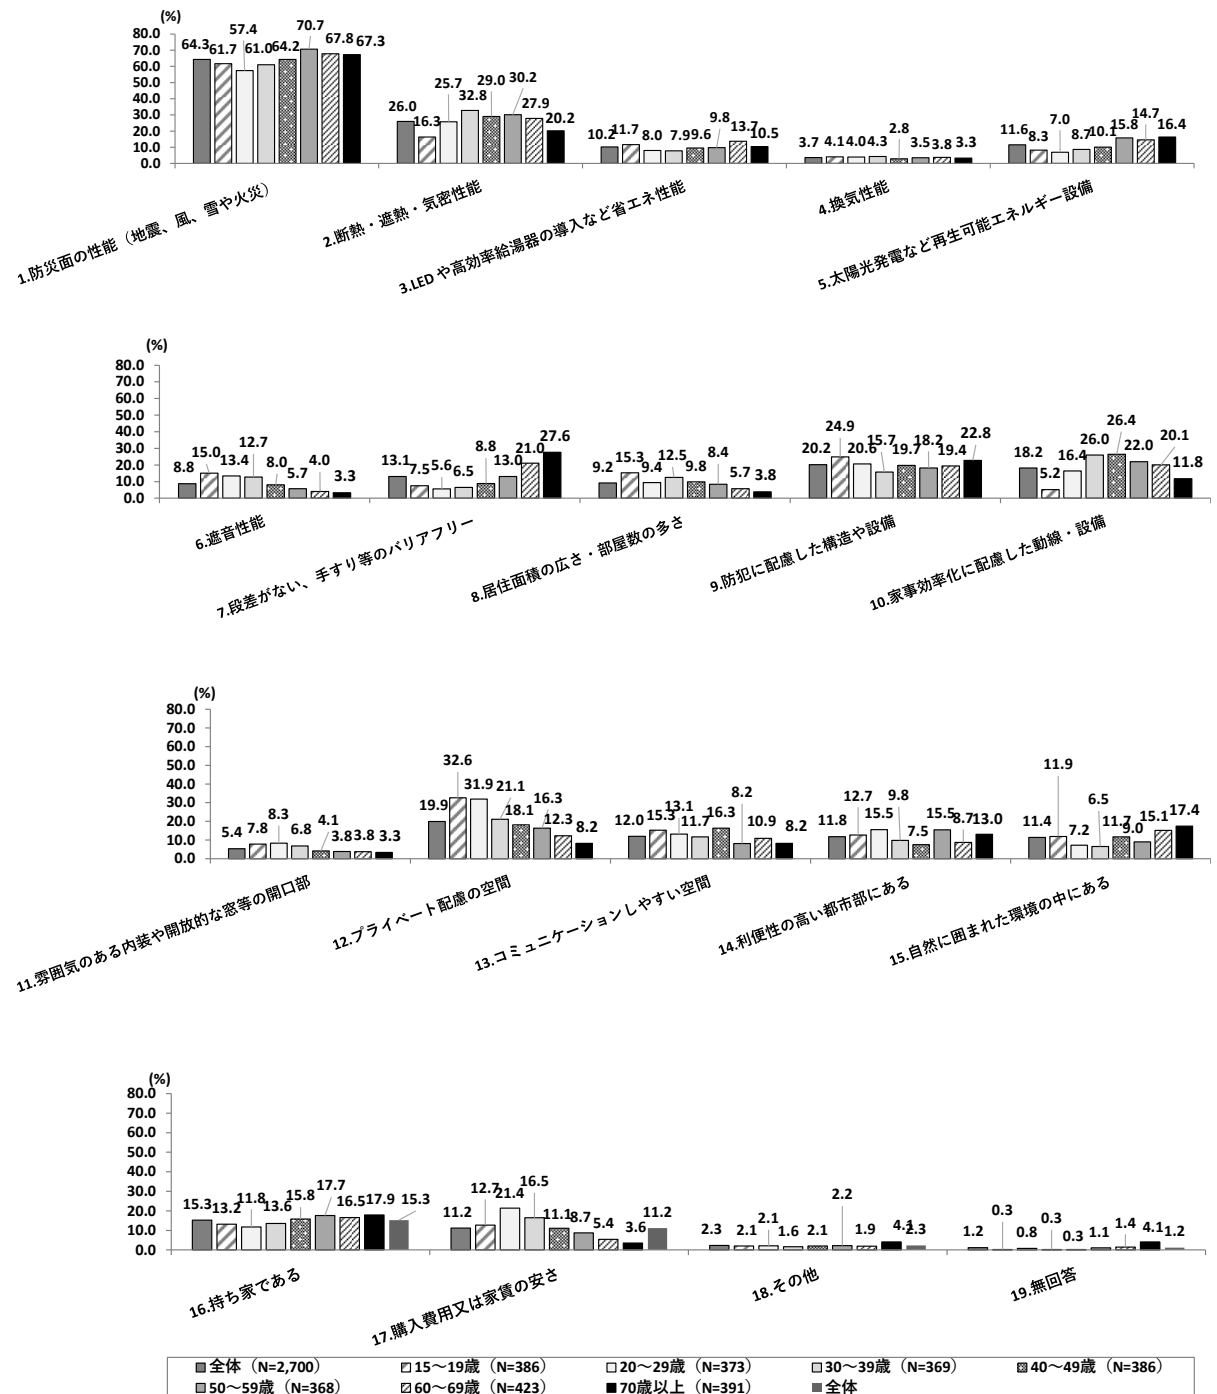 (%)
80.0
70.0
60.0
50.0
40.0
30.0
20.0
10.0
0.0
64.3 61.7 57.4 61.0 64.2 70.7 67.8 67.3
26.0 16.3 25.7 32.8 29.0 30.2 27.9 20.2
10.2 11.7 8.0 7.9 9.6 9.8 13.7 10.5
3.7 4.1 4.0 4.3 2.8 3.5 3.8 3.3
11.6 8.3 7.0 8.7 10.1 15.8 14.7 16.4
1.防災面の性能（地震、風、雪や火災）
2.断熱・遮熱・気密性能
3.LED や高効率給湯器の導入など省エネ性能
4.換気性能
5.太陽光発電など再生可能エネルギー設備
(%)
80.0
70.0
60.0
50.0
40.0
30.0
20.0
10.0
0.0
8.8 15.0 13.4 12.7 8.0 5.7 4.0 3.3
13.1 7.5 5.6 6.5 8.8 13.0 21.0 27.6
9.2 15.3 9.4 12.5 9.8 8.4 5.7 3.8
20.2 24.9 20.6 15.7 19.7 18.2 19.4 22.8
18.2 5.2 16.4 26.0 26.4 22.0 20.1 11.8
6.遮音性能
7.段差がない、手すり等のバリアフリー
8.居住面積の広さ・部屋数の多さ
9.防犯に配慮した構造や設備
10.家事効率化に配慮した動線・設備
(%)
80.0
70.0
60.0
50.0
40.0
30.0
20.0
10.0
0.0
5.4 7.8 8.3 6.8 4.1 3.8 3.8 3.3
19.9 32.6 31.9 21.1 18.1 16.3 12.3 8.2
12.0 15.3 13.1 11.7 16.3 8.2 10.9 8.2
11.8 12.7 15.5 9.8 7.5 15.5 8.7 13.0
11.4 11.9 7.2 6.5 11.7 9.0 15.1 17.4
11.雰囲気のある内装や開放的な窓等の開口部
12.プライベート配慮の空間
13.コミュニケーションしやすい空間
14.利便性の高い都市部にある
15.自然に囲まれた環境の中にある
(%)
80.0
70.0
60.0
50.0
40.0
30.0
20.0
10.0
0.0
15.3 13.2 11.8 13.6 15.8 17.7 16.5 17.9 15.3
11.2 12.7 21.4 16.5 11.1 8.7 5.4 3.6 11.2
2.3 2.1 2.1 1.6 2.1 2.2 1.9 4.1 2.3
1.2 0.3 0.8 0.3 0.3 1.1 1.4 4.1 1.2
16.持ち家である
17.購入費用又は家賃の安さ
18.その他
19.無回答
全体（N=2,700） 15～19歳（N=386） 20～29歳（N=373） 30～39歳（N=369） 40～49歳（N=386）
50～59歳（N=368） 60～69歳（N=423） 70歳以上（N=391） 全体